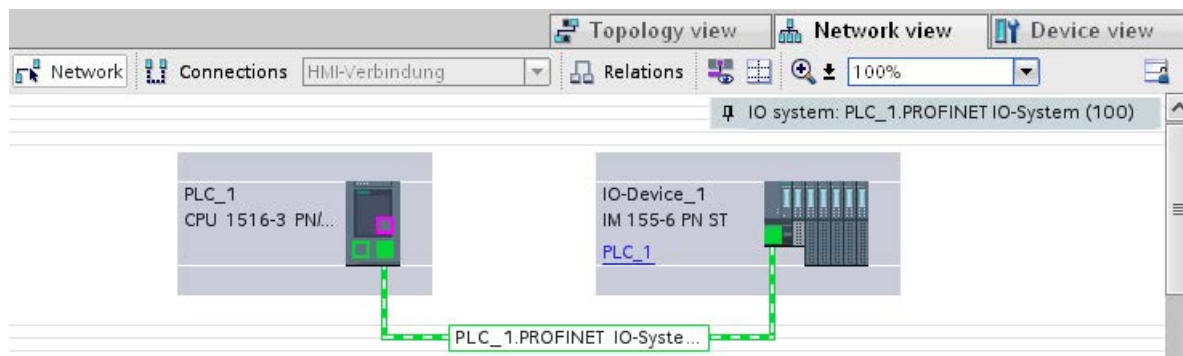 Topology view
Network view
Device view
Network
Connections
HMI-Verbindung
Relations
100%
IO system: PLC_1.PROFINET IO-System (100)
PLC_1
CPU 1516-3 PN/...
IO-Device_1
IM 155-6 PN ST
PLC_1
PLC_1.PROFINET IO-Syste...